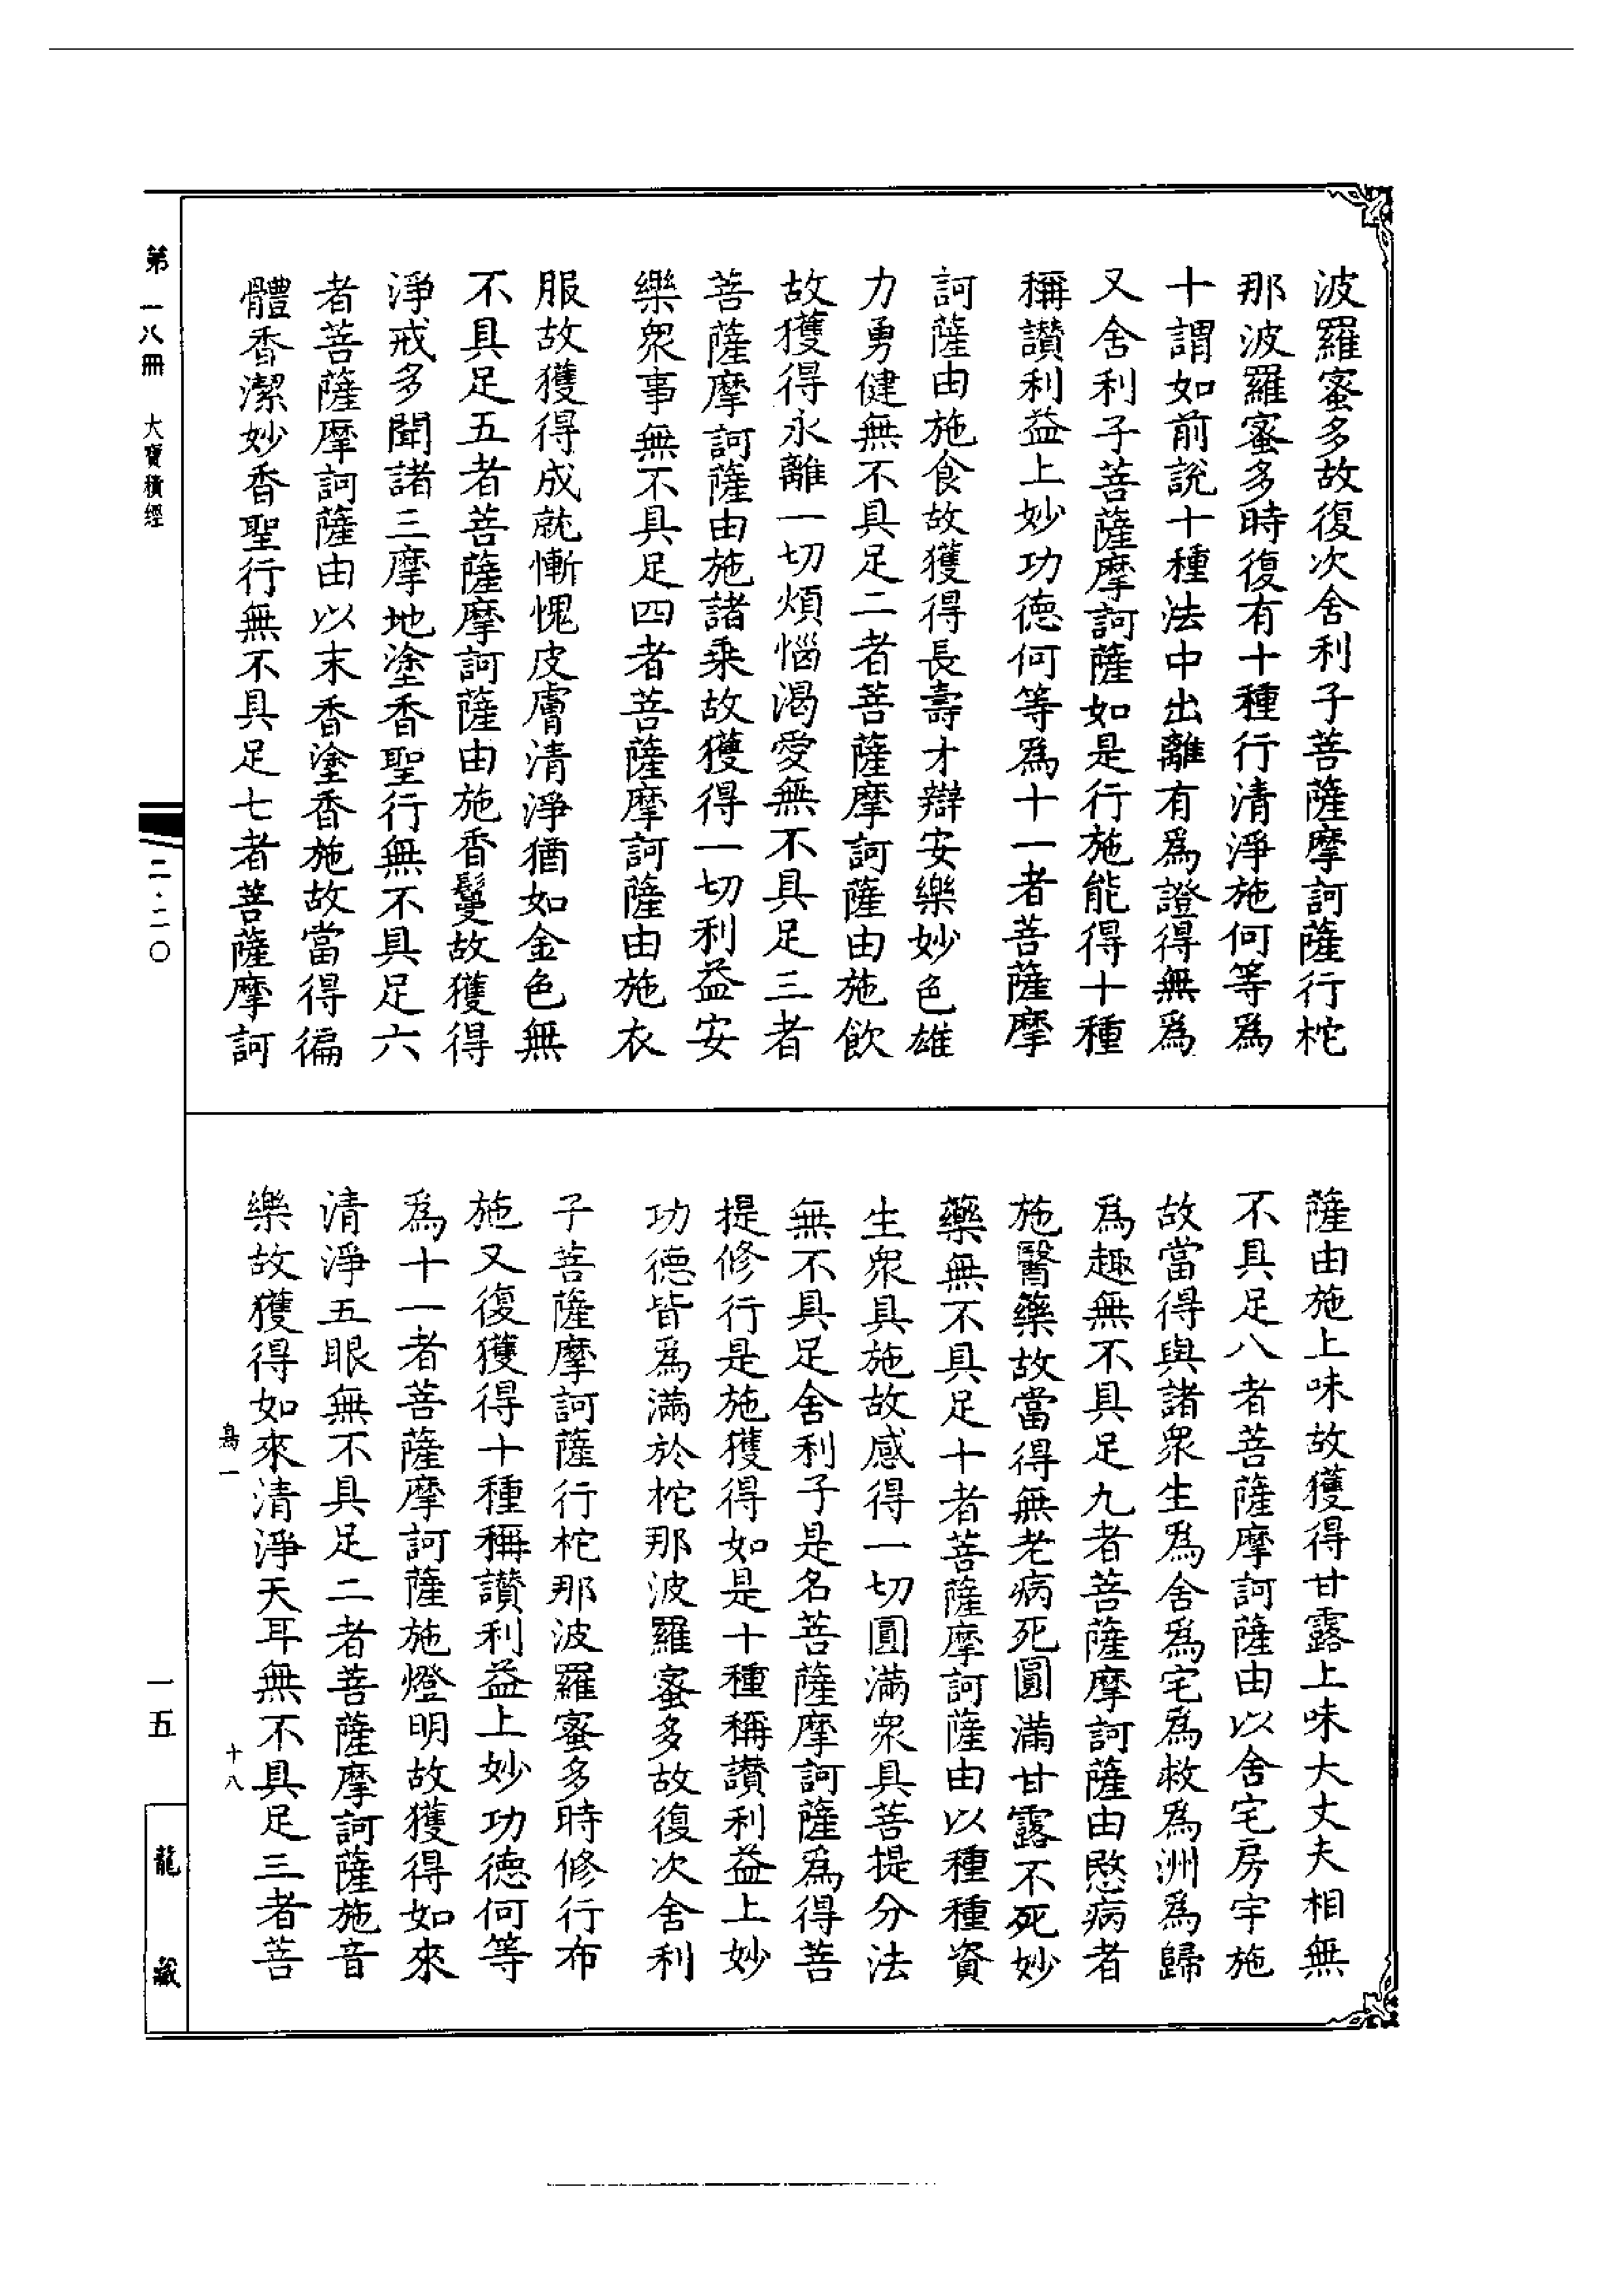 波羅蜜多故復次舍利子菩薩摩訶薩行柁
那波羅蜜多時復有十種行清淨施何等為
十謂如前說十種法中出離有為證得無為
又舍利子菩薩摩訶薩如是行施能得十種
稱讚利益上妙功德何等為十一者菩薩摩
訶薩由施食故獲得長壽才辯安樂妙色雄
力勇健無不具足二者菩薩摩訶薩由施飲
故獲得永離一切煩惱渴愛無不具足三者
菩薩摩訶薩由施諸乘故獲得一切利益安
樂衆事無不具足四者菩薩摩訶薩由施衣
服故獲得成就慚愧皮膚清淨猶如金色無
不具足五者菩薩摩訶薩由施香鬘故獲得
淨戒多聞諸三摩地塗香聖行無不具足六
者菩薩摩訶薩由以末香塗香施故當得徧
體香潔妙香聖行無不具足七者菩薩摩訶
薩由施上味故獲得甘露上味大丈夫相無
不具足八者菩薩摩訶薩由以舍宅房宇施
故當得與諸衆生為舍為宅為救為洲為歸
為趣無不具足九者菩薩摩訶薩由愍病者
施醫藥故當得無老病死圓滿甘露不死妙
藥無不具足十者菩薩摩訶薩由以種種資
生衆具施故感得一切圓滿衆具菩提分法
無不具足舍利子是名菩薩摩訶薩為得菩
提修行是施獲得如是十種稱讚利益上妙
功德皆為滿於柁那波羅蜜多故復次舍利
子菩薩摩訶薩行柁那波羅蜜多時修行布
施又復獲得十種稱讚利益上妙功德何等
為十一者菩薩摩訶薩施燈明故獲得如來
清淨五眼無不具足二者菩薩摩訶薩施音
樂故獲得如來清淨天耳無不具足三者菩
鳥一
十八
第一八冊 大寶積經
二·二〇
一五
龍藏